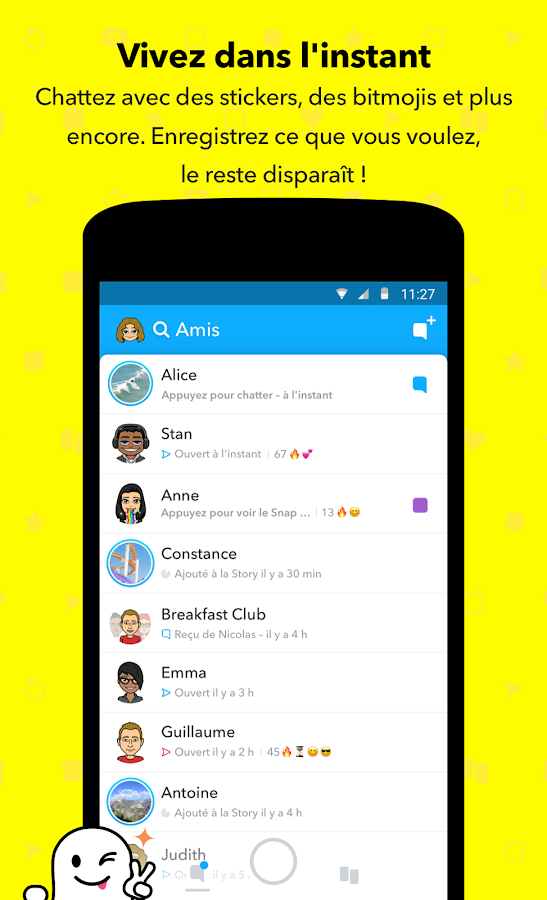 Vivez dans l'instant
Chattez avec des stickers, des bitmojis et plus
encore. Enregistrez ce que vous voulez,
le reste disparaît !
11:27
Amis
Alice
Appuyez pour chatter – à l'instant
Stan
Ouvert à l'instant | 67 🔥💕
Anne
Appuyez pour voir le Snap ... | 13 🔥😊
Constance
Ajouté à la Story il y a 30 min
Breakfast Club
Reçu de Nicolas – il y a 4 h
Emma
Ouvert il y a 3 h
Guillaume
Ouvert il y a 2 h | 45 🔥⌛😊😎
Antoine
Ajouté à la Story il y a 4 h
Judith
il y a 5